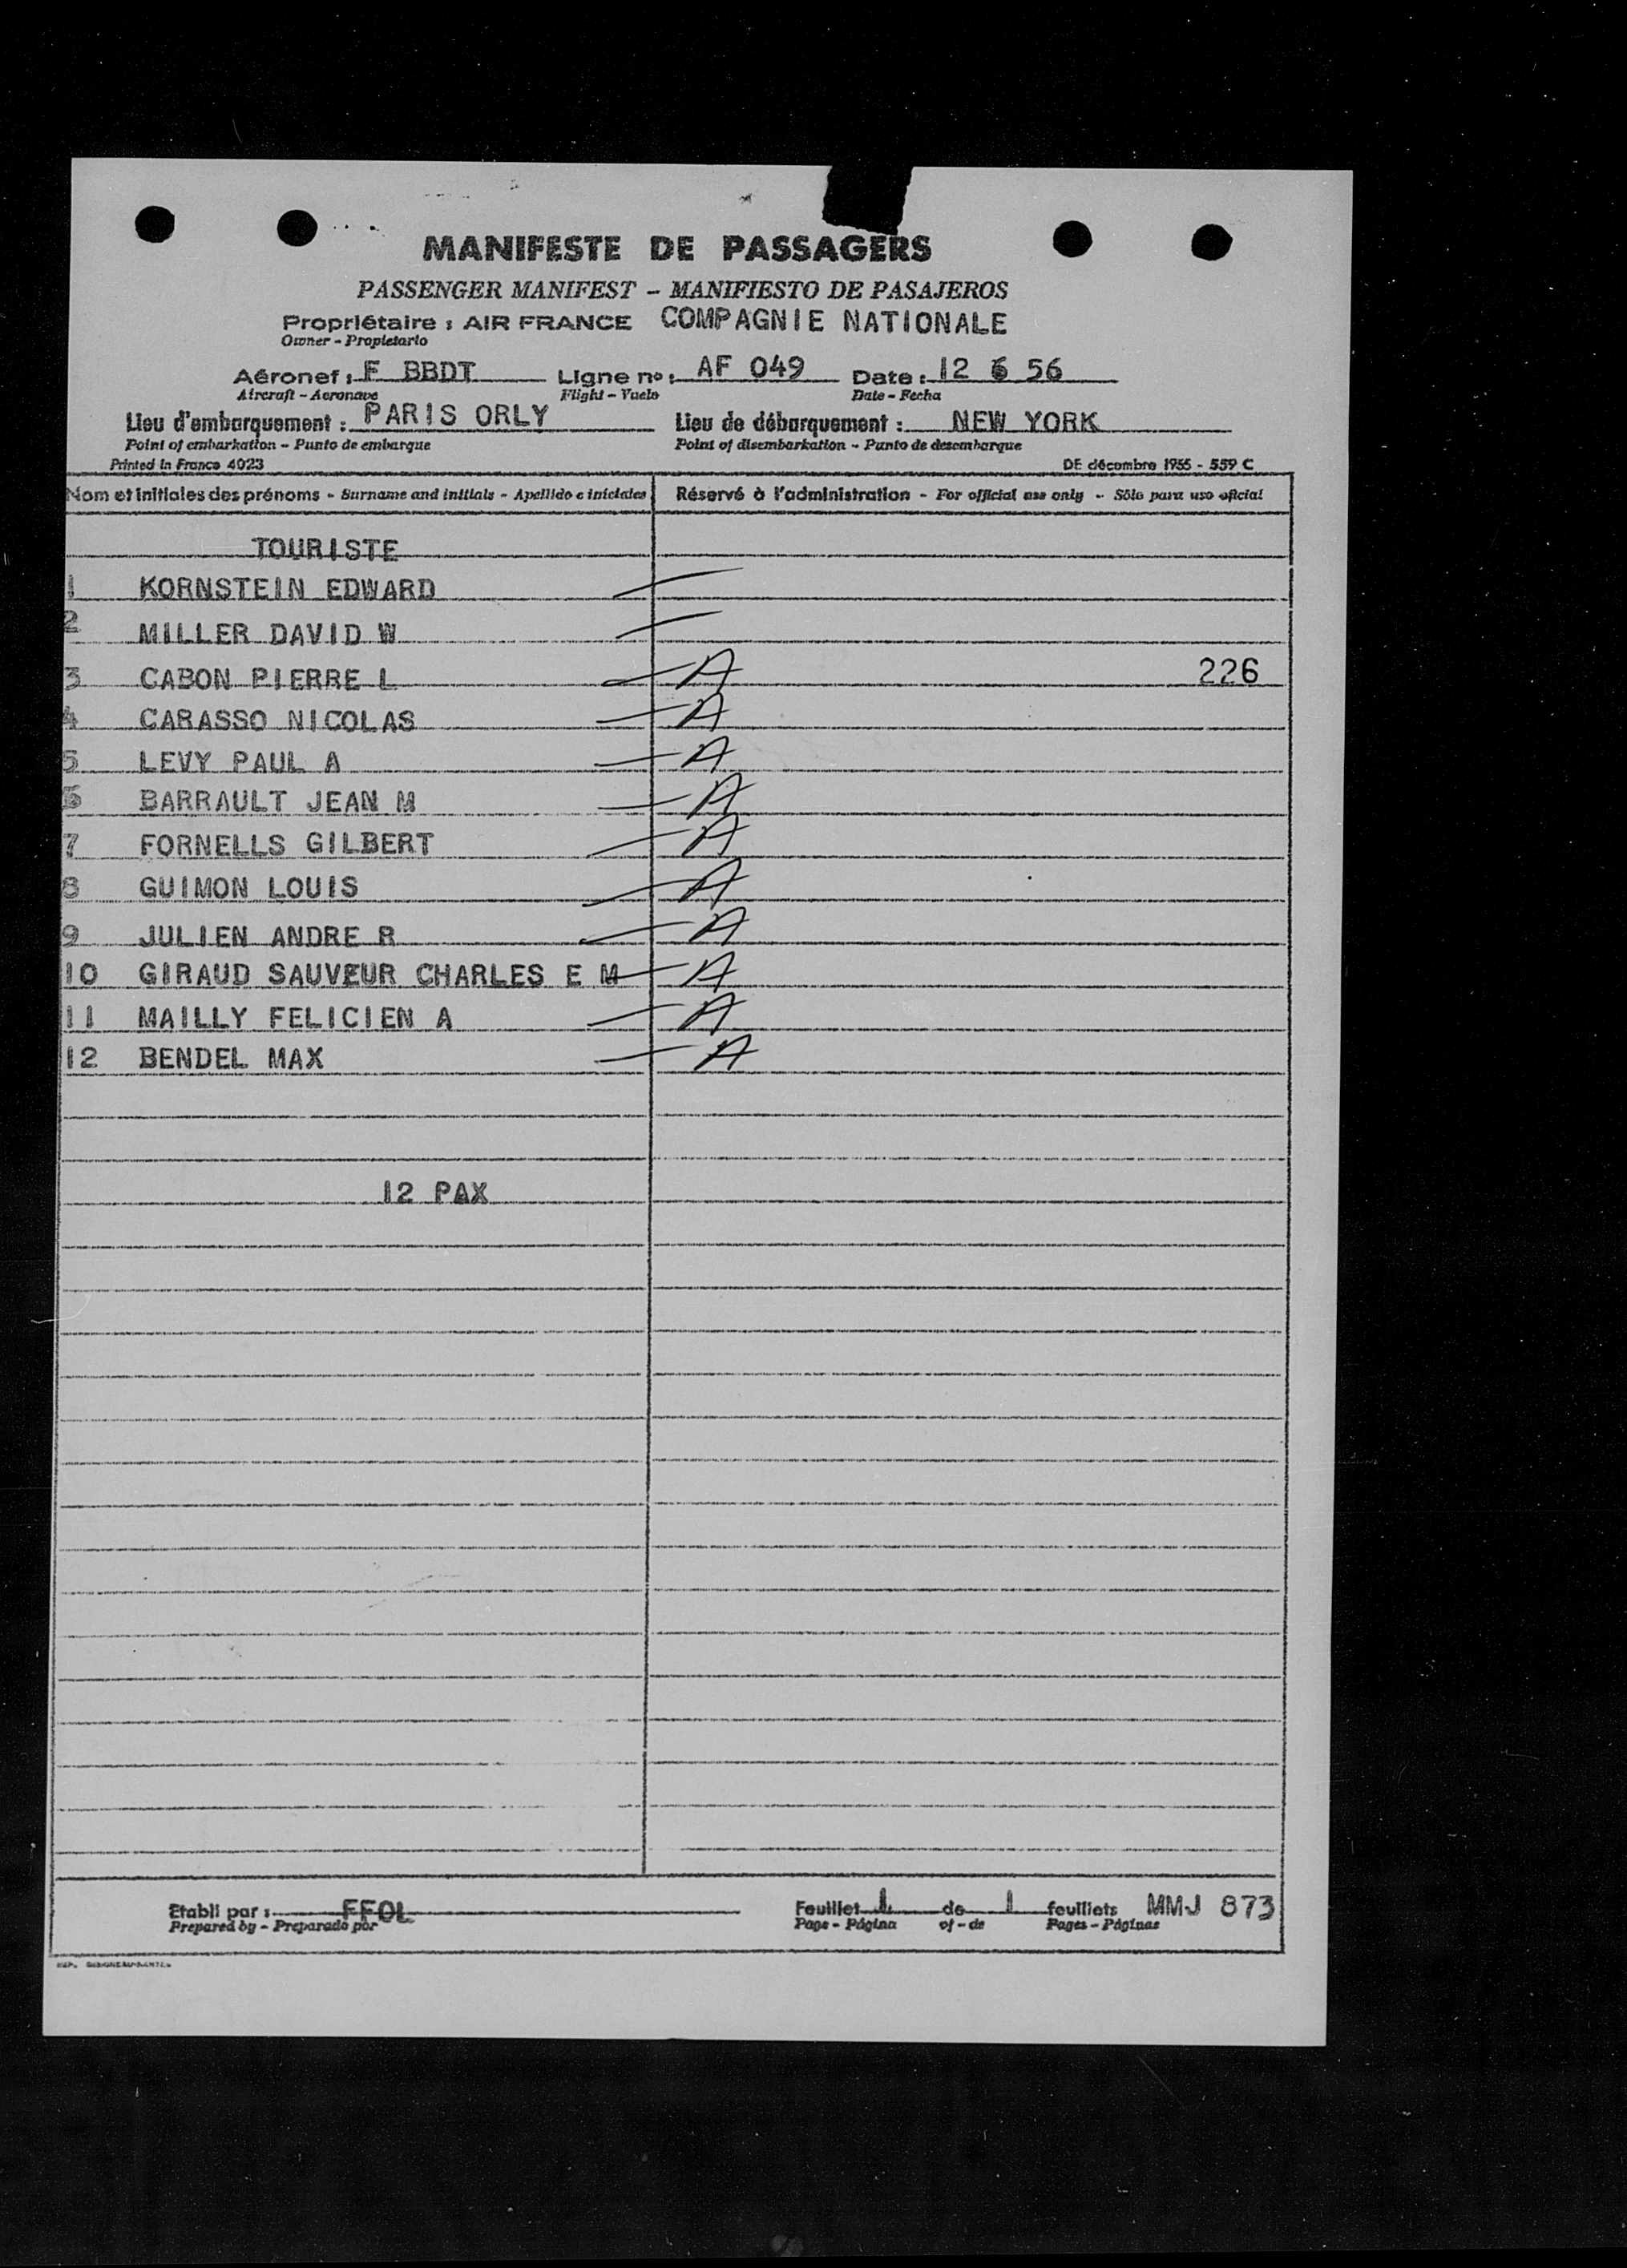 MANIFESTE DE PASSAGERS
PASSENGER MANIFEST - MANIFIESTO DE PASAJEROS
Propriétaire : AIR FRANCE COMPAGNIE NATIONALE
Owner - Propietario
Aéronef : F BBDT Ligne no : AF 049 Date : 12 6 56
Aircraft - Aeronave Flight - Vuelo Date - Fecha
Lieu d'embarquement : PARIS ORLY Lieu de débarquement : NEW YORK
Point of embarkation - Punto de embarque Point of disembarkation - Punto de desembarque
Printed in France 4023 DE décembre 1955 - 559 C
Nom et initiales des prénoms - Surname and initials - Apellido e iniciales Réservé à l'administration - For official use only - Sólo para uso oficial
TOURISTE
1 KORNSTEIN EDWARD
2 MILLER DAVID W
3 CABON PIERRE L A 226
4 CARASSO NICOLAS A
5 LEVY PAUL A A
6 BARRAULT JEAN M A
7 FORNELLS GILBERT A
8 GUIMON LOUIS A
9 JULIEN ANDRE R A
10 GIRAUD SAUVEUR CHARLES E M A
11 MAILLY FELICIEN A A
12 BENDEL MAX A
12 PAX
Etabli par : FFOL Feuillet 1 de 1 feuillets MMJ 873
Prepared by - Preparado por Page - Página of - de Pages - Páginas